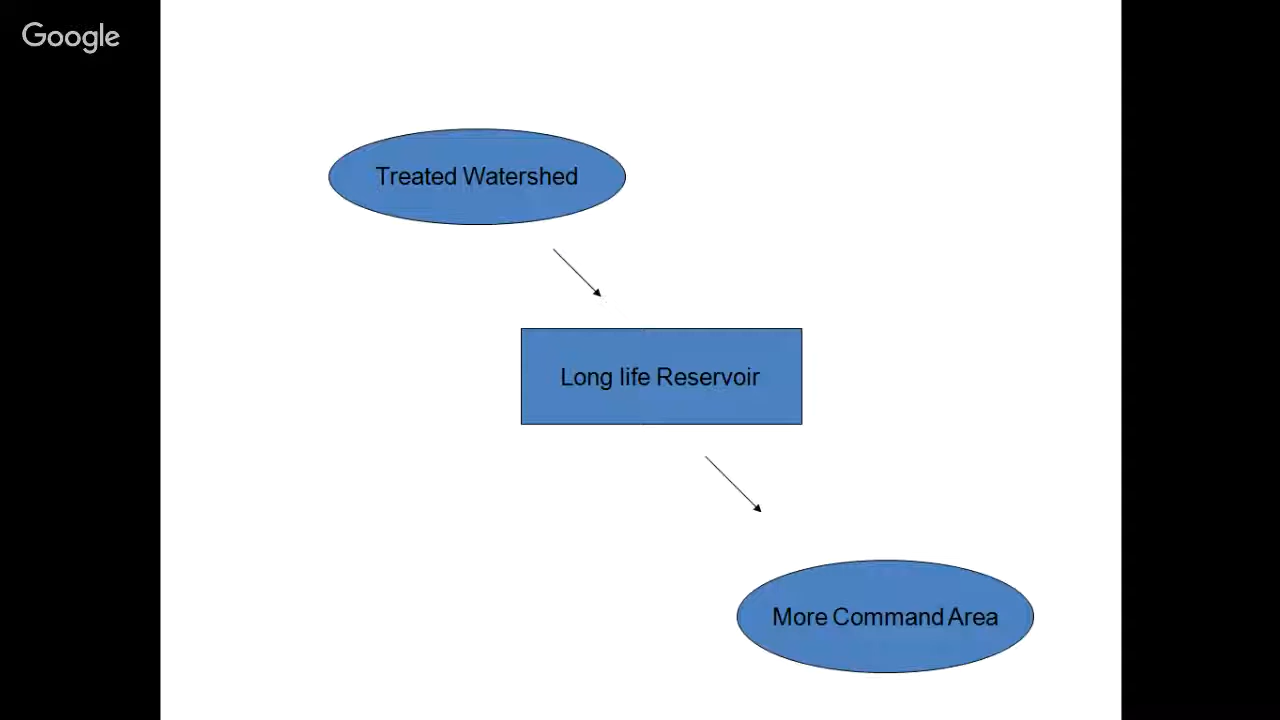 Google
Treated Watershed
Long life Reservoir
More Command Area